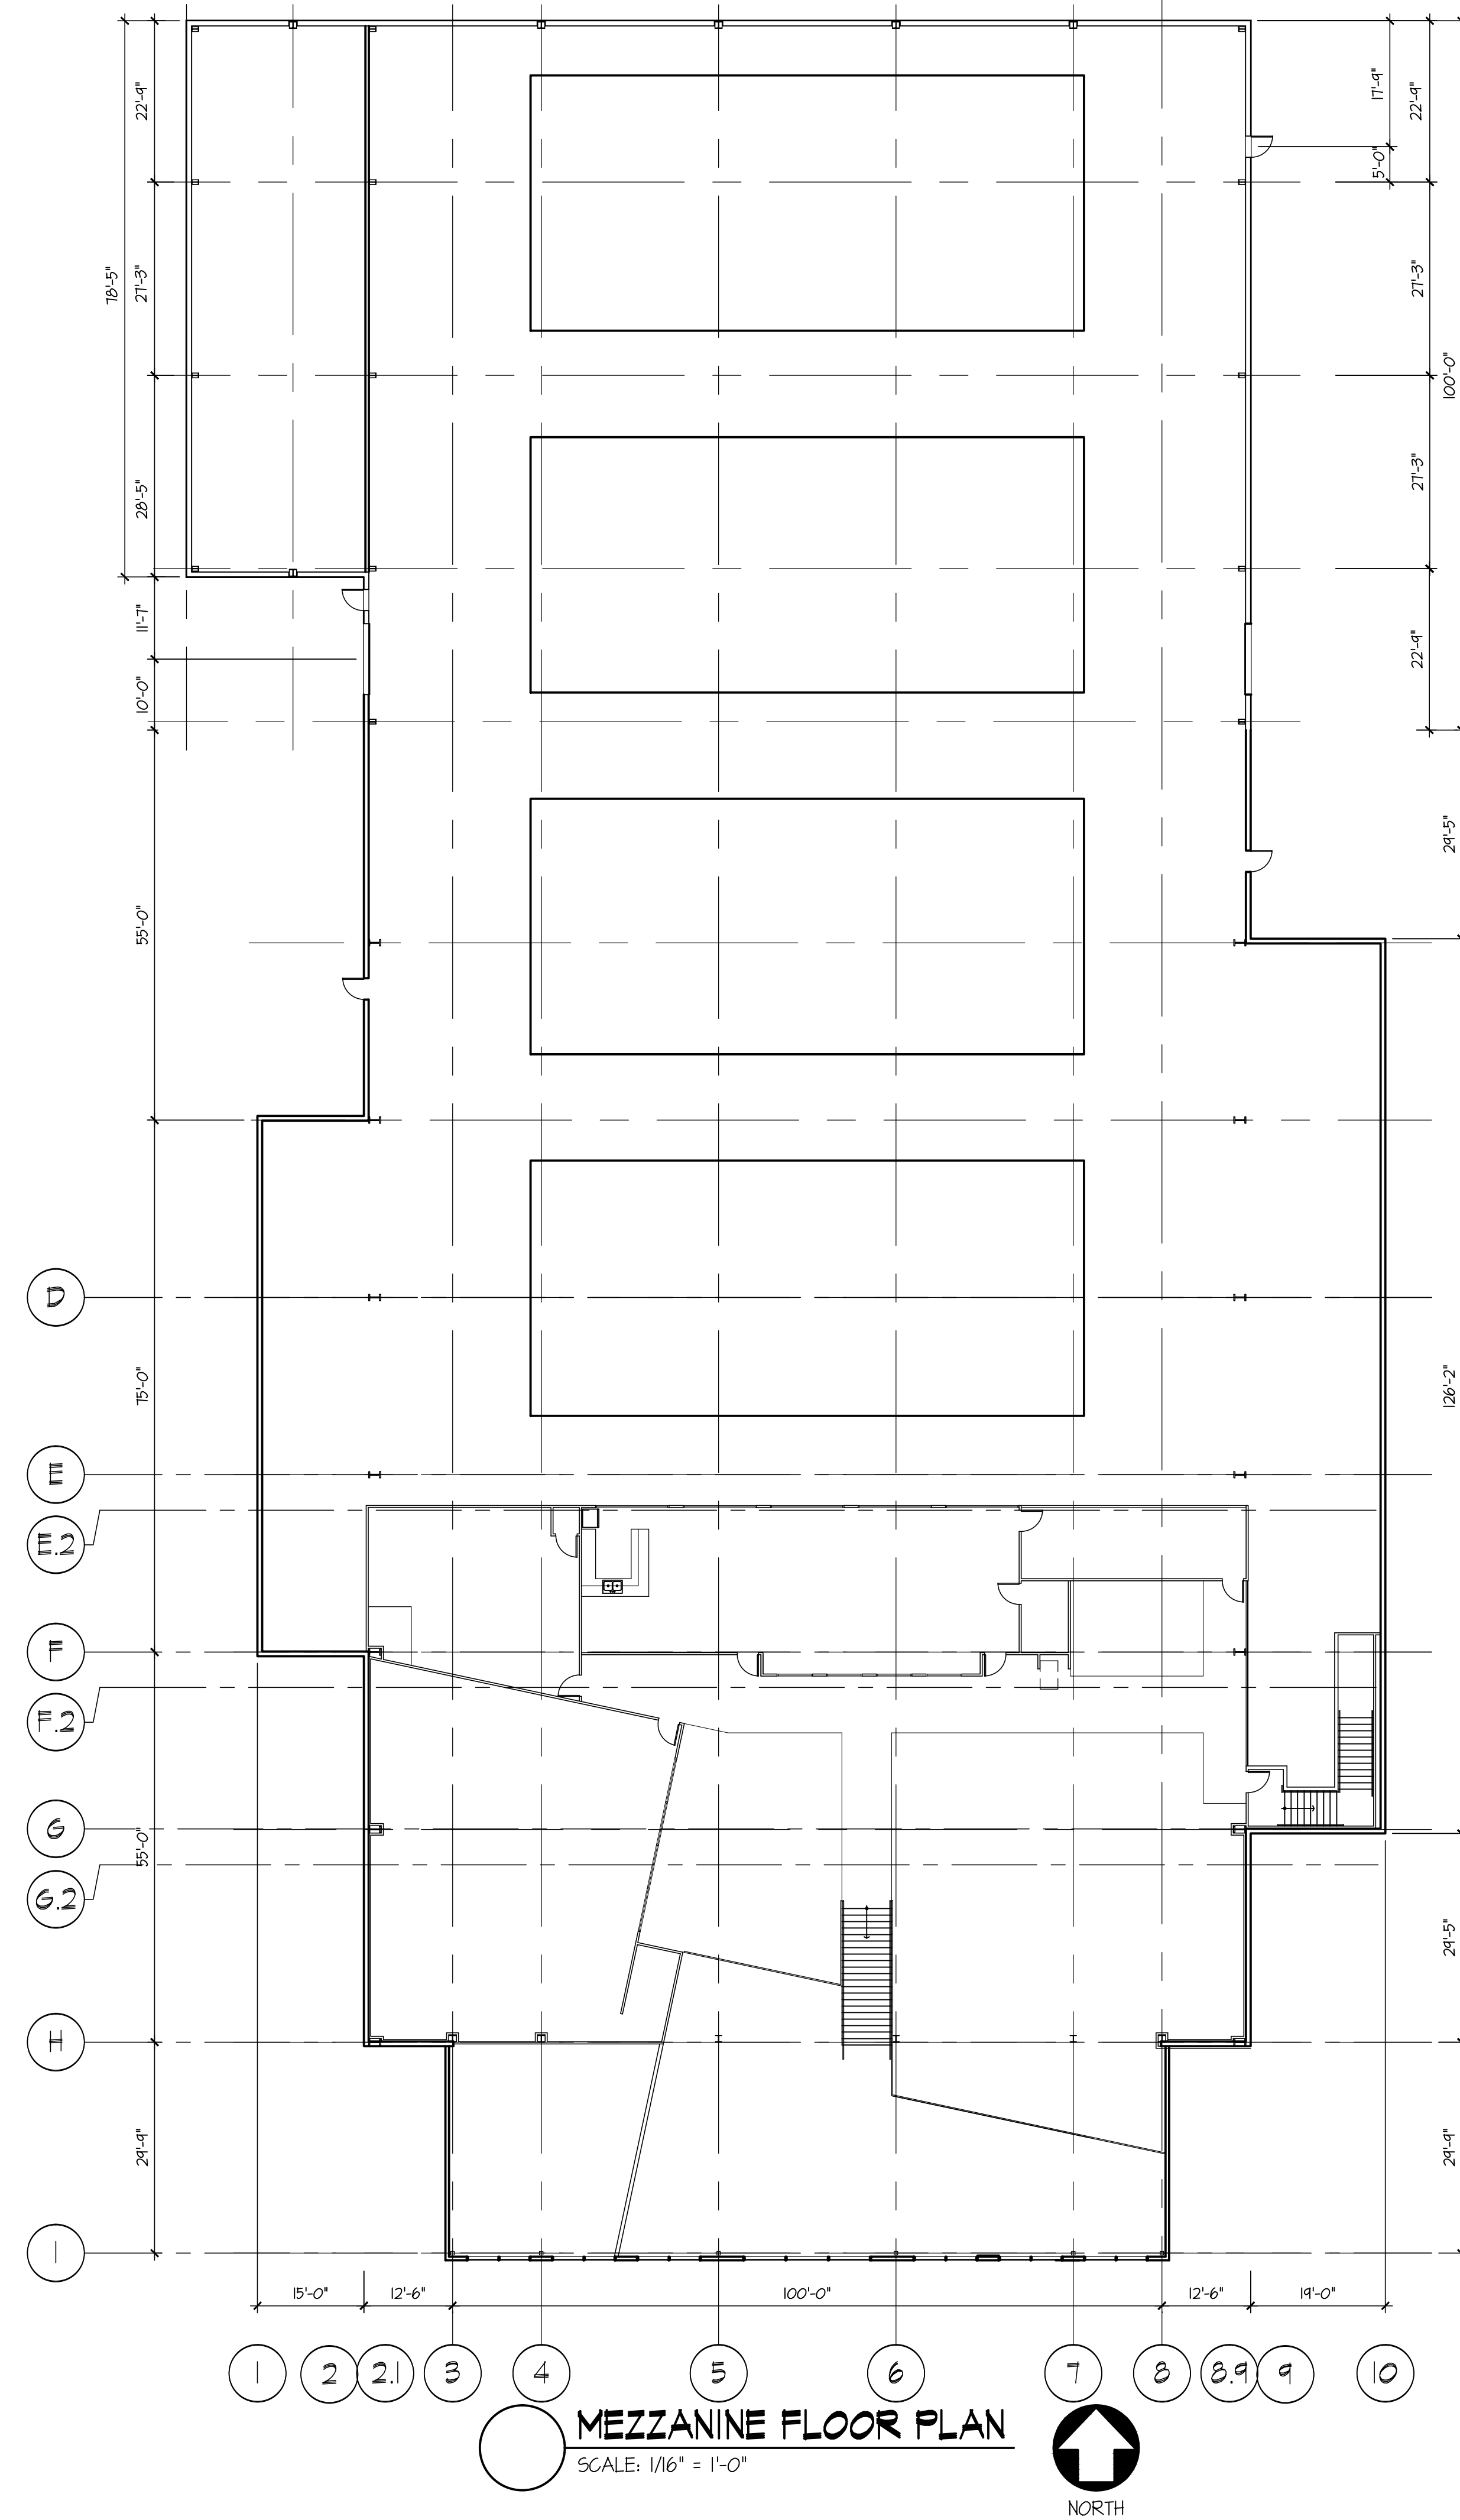 22'-9"
17'-9"
22'-9"
5'-0"
78'-5"
27'-3"
27'-3"
100'-0"
28'-5"
27'-3"
11'-7"
22'-9"
10'-0"
29'-5"
55'-0"
D
75'-0"
126'-2"
E
E.2
F
F.2
G
55'-0"
G.2
29'-5"
H
29'-9"
29'-9"
I
15'-0" 12'-6" 100'-0" 12'-6" 19'-0"
1 2 2.1 3 4 5 6 7 8 8.9 9 10
MEZZANINE FLOOR PLAN
SCALE: 1/16" = 1'-0"
NORTH